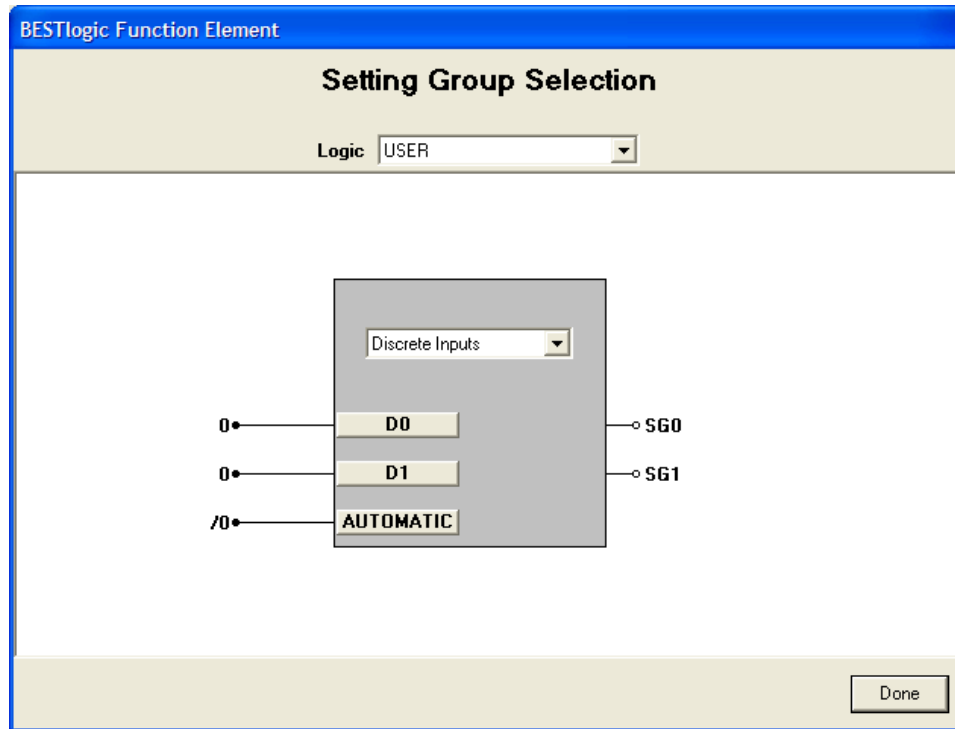 BESTlogic Function Element
Setting Group Selection
Logic USER
Discrete Inputs
0 D0 SG0
0 D1 SG1
/0 AUTOMATIC
Done